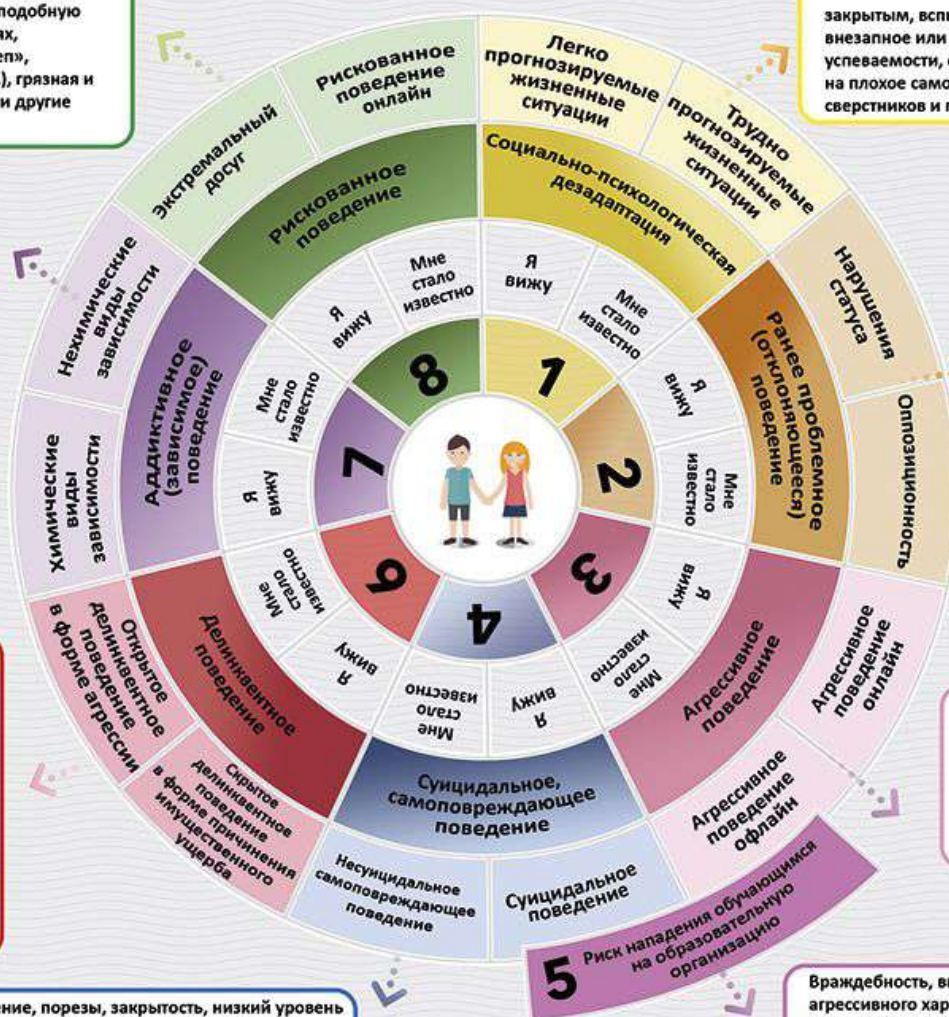 подобную
ях,
еп»,
), грязная и
и другие
закрытым, всп
внезапное или
успеваемости,
на плохое само
сверстников и
Рискованное
поведение
онлайн
Легко
прогнозируемые
жизненные
ситуации
Экстремальный
досуг
Трудно
прогнозируемые
жизненные
ситуации
Рискованное
поведение
Социально-психологическая
дезадаптация
Нехимические
виды
зависимости
Нарушения
статуса
Мне
стало
известно
Я
вижу
Я
вижу
Мне
стало
известно
Аддиктивное
(зависимое)
поведение
Ранее проблемное
(отклоняющееся)
поведение
8
1
Мне
стало
известно
Я
вижу
Химические
виды
зависимости
Оппозиционность
7
2
Я
вижу
Мне
стало
известно
6
3
4
Мне
стало
известно
Я
вижу
Я
вижу
Мне
стало
известно
Мне
стало
известно
Я
вижу
Открытое
делинквентное
поведение
в форме агрессии
Делинквентное
поведение
Агрессивное
поведение
Агрессивное
поведение
онлайн
Скрытое
делинквентное
поведение
в форме причинения
имущественного
ущерба
Суицидальное,
самоповреждающее
поведение
Агрессивное
поведение
офлайн
Несуицидальное
самоповреждающее
поведение
Суицидальное
поведение
5
Риск нападения обучающимся
на образовательную
организацию
ение, порезы, закрытость, низкий уровень
Враждебность, в
агрессивного хар